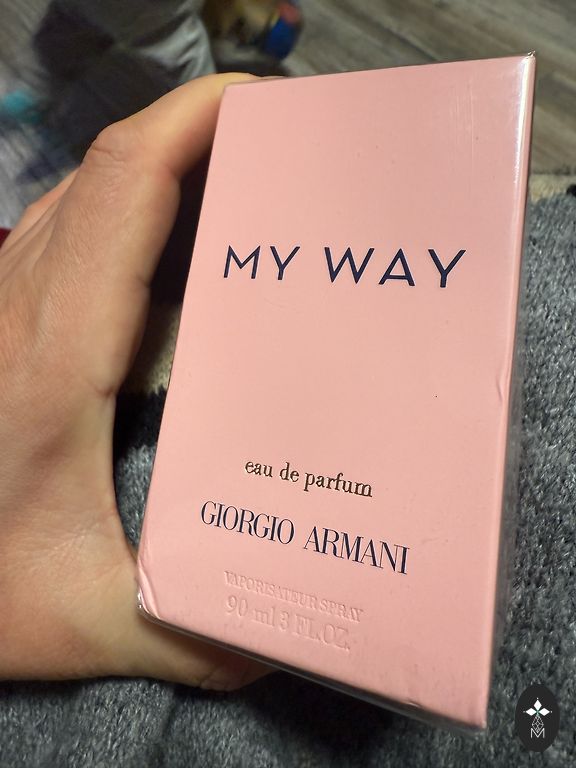 MY WAY
eau de parfum
GIORGIO ARMANI
VAPORISATEUR SPRAY
90 ml 3 FL.OZ.